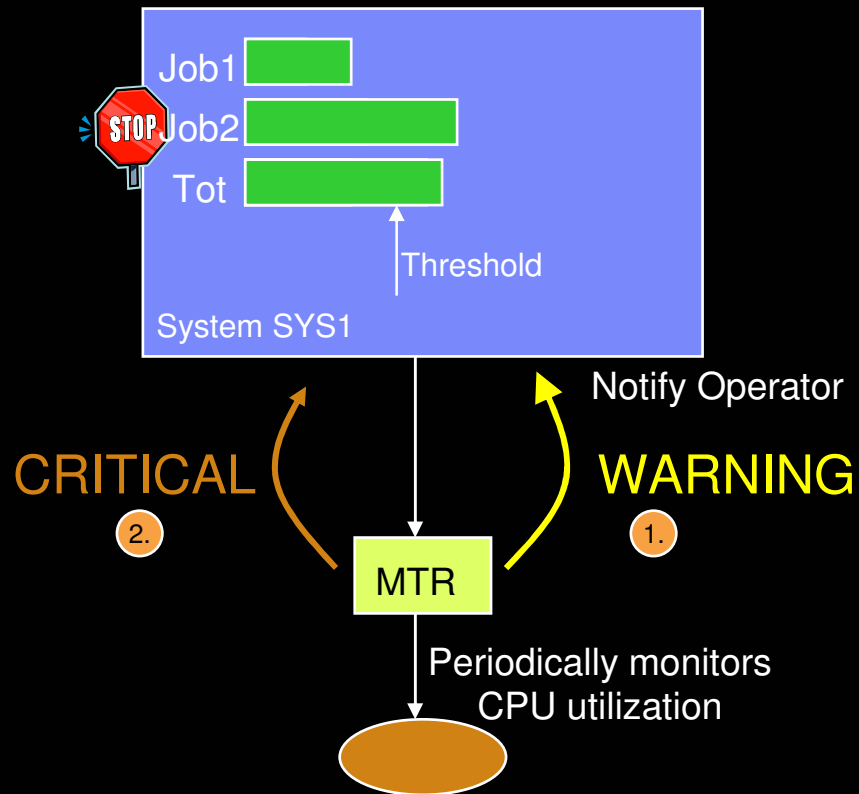 Job1
STOP
Job2
Tot
Threshold
System SYS1
Notify Operator
CRITICAL
WARNING
2.
1.
MTR
Periodically monitors
CPU utilization